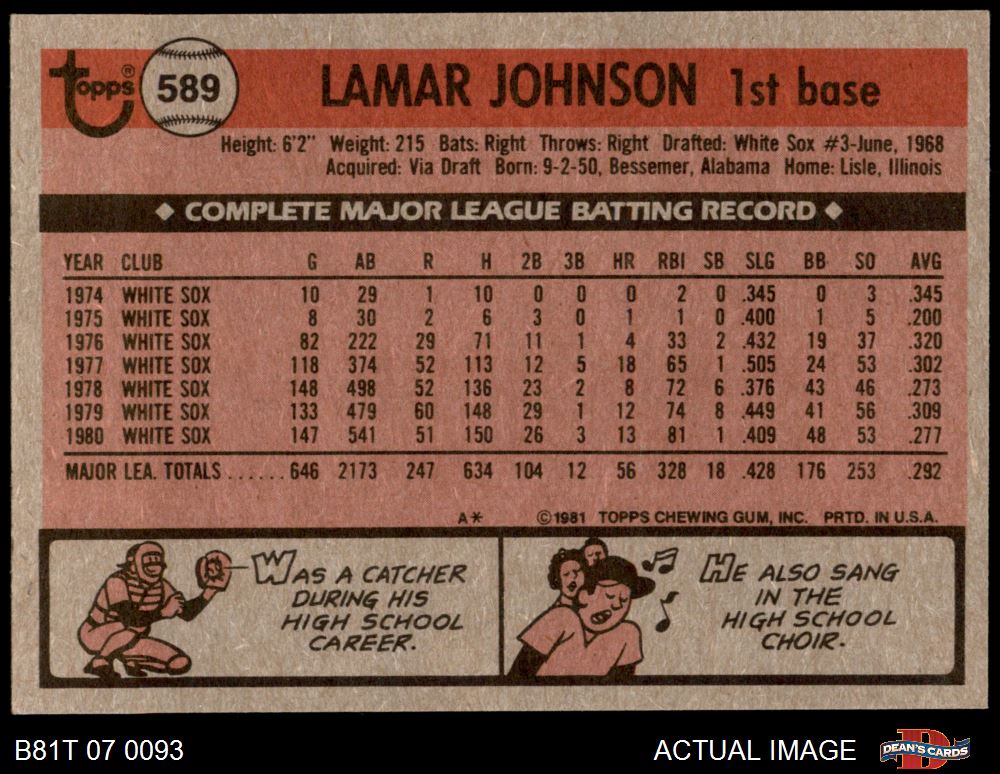 Topps® 589 LAMAR JOHNSON 1st base
Height: 6'2" Weight: 215 Bats: Right Throws: Right Drafted: White Sox #3-June, 1968
Acquired: Via Draft Born: 9-2-50, Bessemer, Alabama Home: Lisle, Illinois
◆ COMPLETE MAJOR LEAGUE BATTING RECORD ◆
YEAR CLUB G AB R H 2B 3B HR RBI SB SLG BB SO AVG
1974 WHITE SOX 10 29 1 10 0 0 0 2 0 .345 0 3 .345
1975 WHITE SOX 8 30 2 6 3 0 1 1 0 .400 1 5 .200
1976 WHITE SOX 82 222 29 71 11 1 4 33 2 .432 19 37 .320
1977 WHITE SOX 118 374 52 113 12 5 18 65 1 .505 24 53 .302
1978 WHITE SOX 148 498 52 136 23 2 8 72 6 .376 43 46 .273
1979 WHITE SOX 133 479 60 148 29 1 12 74 8 .449 41 56 .309
1980 WHITE SOX 147 541 51 150 26 3 13 81 1 .409 48 53 .277
MAJOR LEA. TOTALS...... 646 2173 247 634 104 12 56 328 18 .428 176 253 .292
A* ©1981 TOPPS CHEWING GUM, INC. PRTD. IN U.S.A.
WAS A CATCHER
DURING HIS
HIGH SCHOOL
CAREER.
HE ALSO SANG
IN THE
HIGH SCHOOL
CHOIR.
B81T 07 0093 ACTUAL IMAGE DEAN'S CARDS